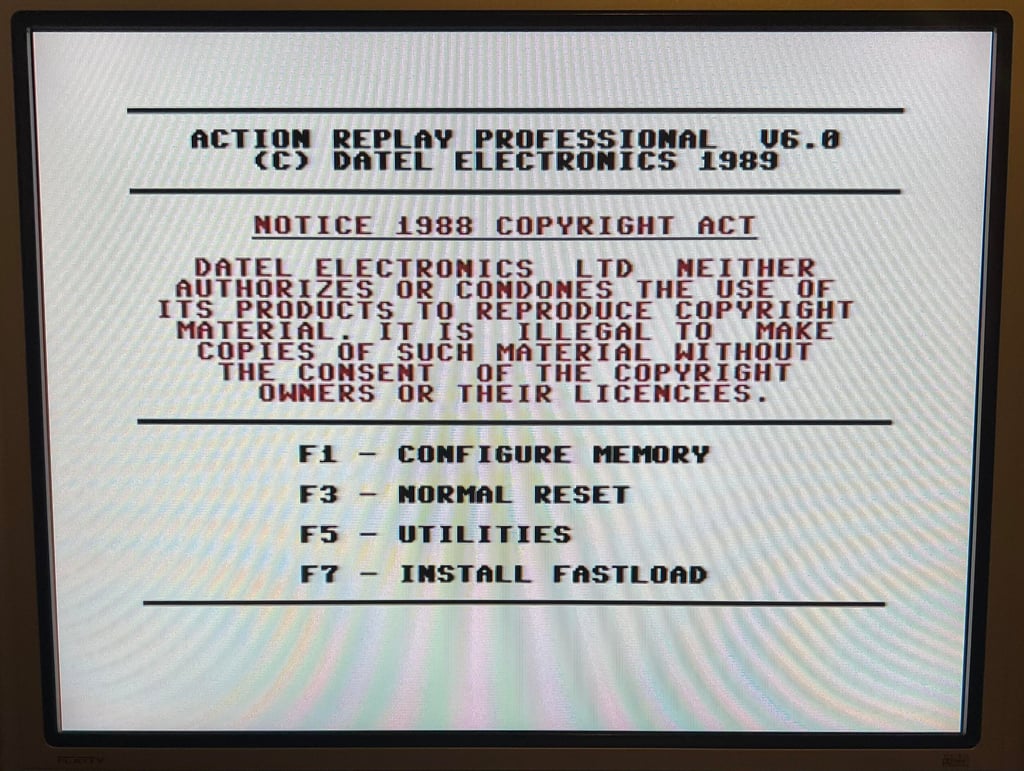 ACTION REPLAY PROFESSIONAL V6.0
(C) DATEL ELECTRONICS 1989
NOTICE 1988 COPYRIGHT ACT
DATEL ELECTRONICS LTD NEITHER
AUTHORIZES OR CONDONES THE USE OF
ITS PRODUCTS TO REPRODUCE COPYRIGHT
MATERIAL. IT IS ILLEGAL TO MAKE
COPIES OF SUCH MATERIAL WITHOUT
THE CONSENT OF THE COPYRIGHT
OWNERS OR THEIR LICENCEES.
F1 - CONFIGURE MEMORY
F3 - NORMAL RESET
F5 - UTILITIES
F7 - INSTALL FASTLOAD